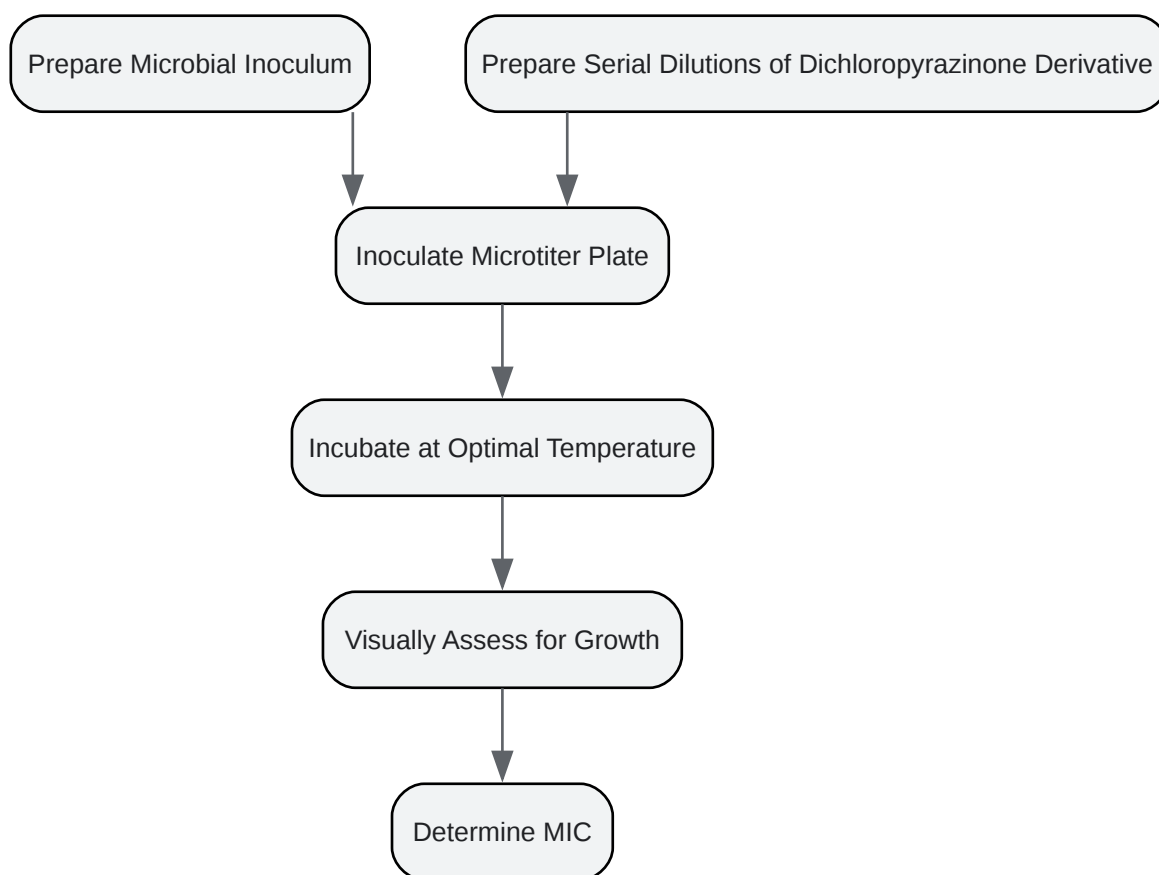 Prepare Microbial Inoculum
Prepare Serial Dilutions of Dichloropyrazinone Derivative
Inoculate Microtiter Plate
Incubate at Optimal Temperature
Visually Assess for Growth
Determine MIC